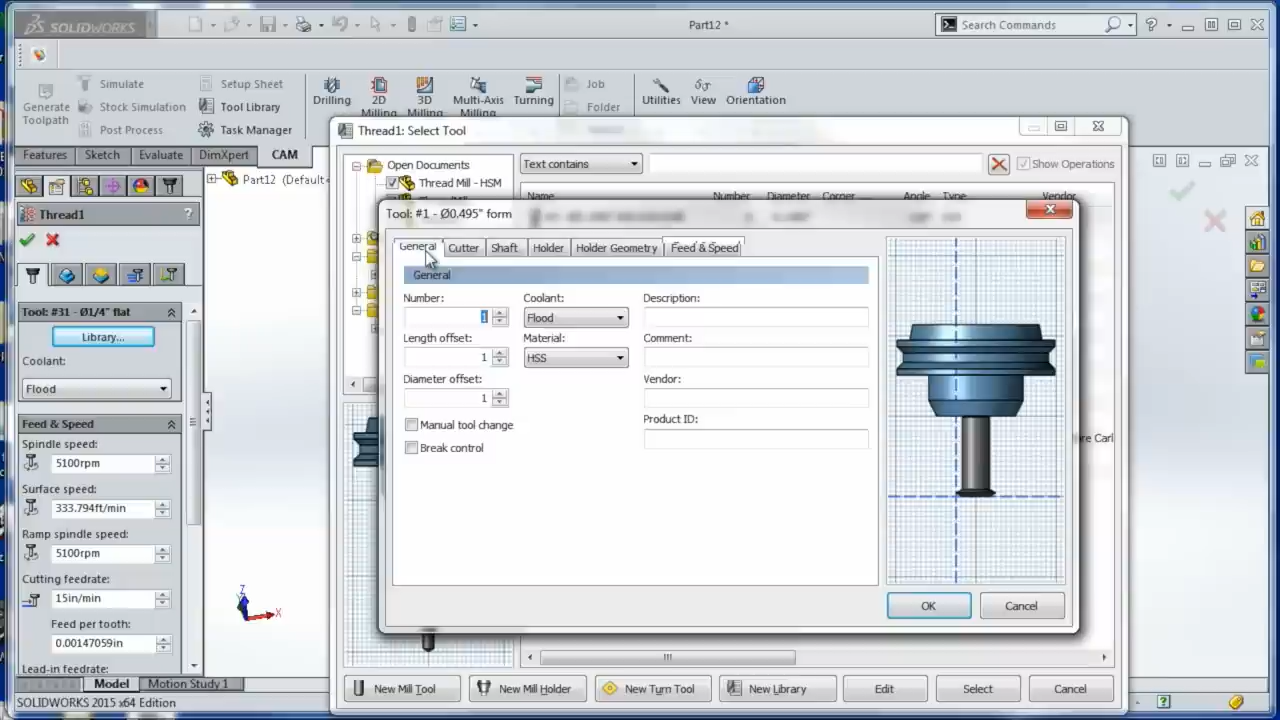 SOLIDWORKS
Part12 *
Search Commands
Generate Toolpath
Simulate
Stock Simulation
Post Process
Setup Sheet
Tool Library
Task Manager
Drilling
2D Milling
3D Milling
Multi-Axis Milling
Turning
Job
Folder
Utilities
View
Orientation
Features
Sketch
Evaluate
DimXpert
CAM
Part12 (Default
Thread1
?
Tool: #31 - Ø1/4" flat
Library...
Coolant:
Flood
Feed & Speed
Spindle speed:
5100rpm
Surface speed:
333.794ft/min
Ramp spindle speed:
5100rpm
Cutting feedrate:
15in/min
Feed per tooth:
0.00147059in
Lead-in feedrate:
Model
Motion Study 1
SOLIDWORKS 2015 x64 Edition
Z
X
Thread1: Select Tool
Open Documents
Thread Mill - HSM
Text contains
Show Operations
Name
Number
Diameter
Corner
Angle
Type
Vendor
Tool: #1 - Ø0.495" form
General
Cutter
Shaft
Holder
Holder Geometry
Feed & Speed
General
Number:
1
Length offset:
1
Diameter offset:
1
Manual tool change
Break control
Coolant:
Flood
Material:
HSS
Description:
Comment:
Vendor:
Product ID:
OK
Cancel
re Carl
New Mill Tool
New Mill Holder
New Turn Tool
New Library
Edit
Select
Cancel